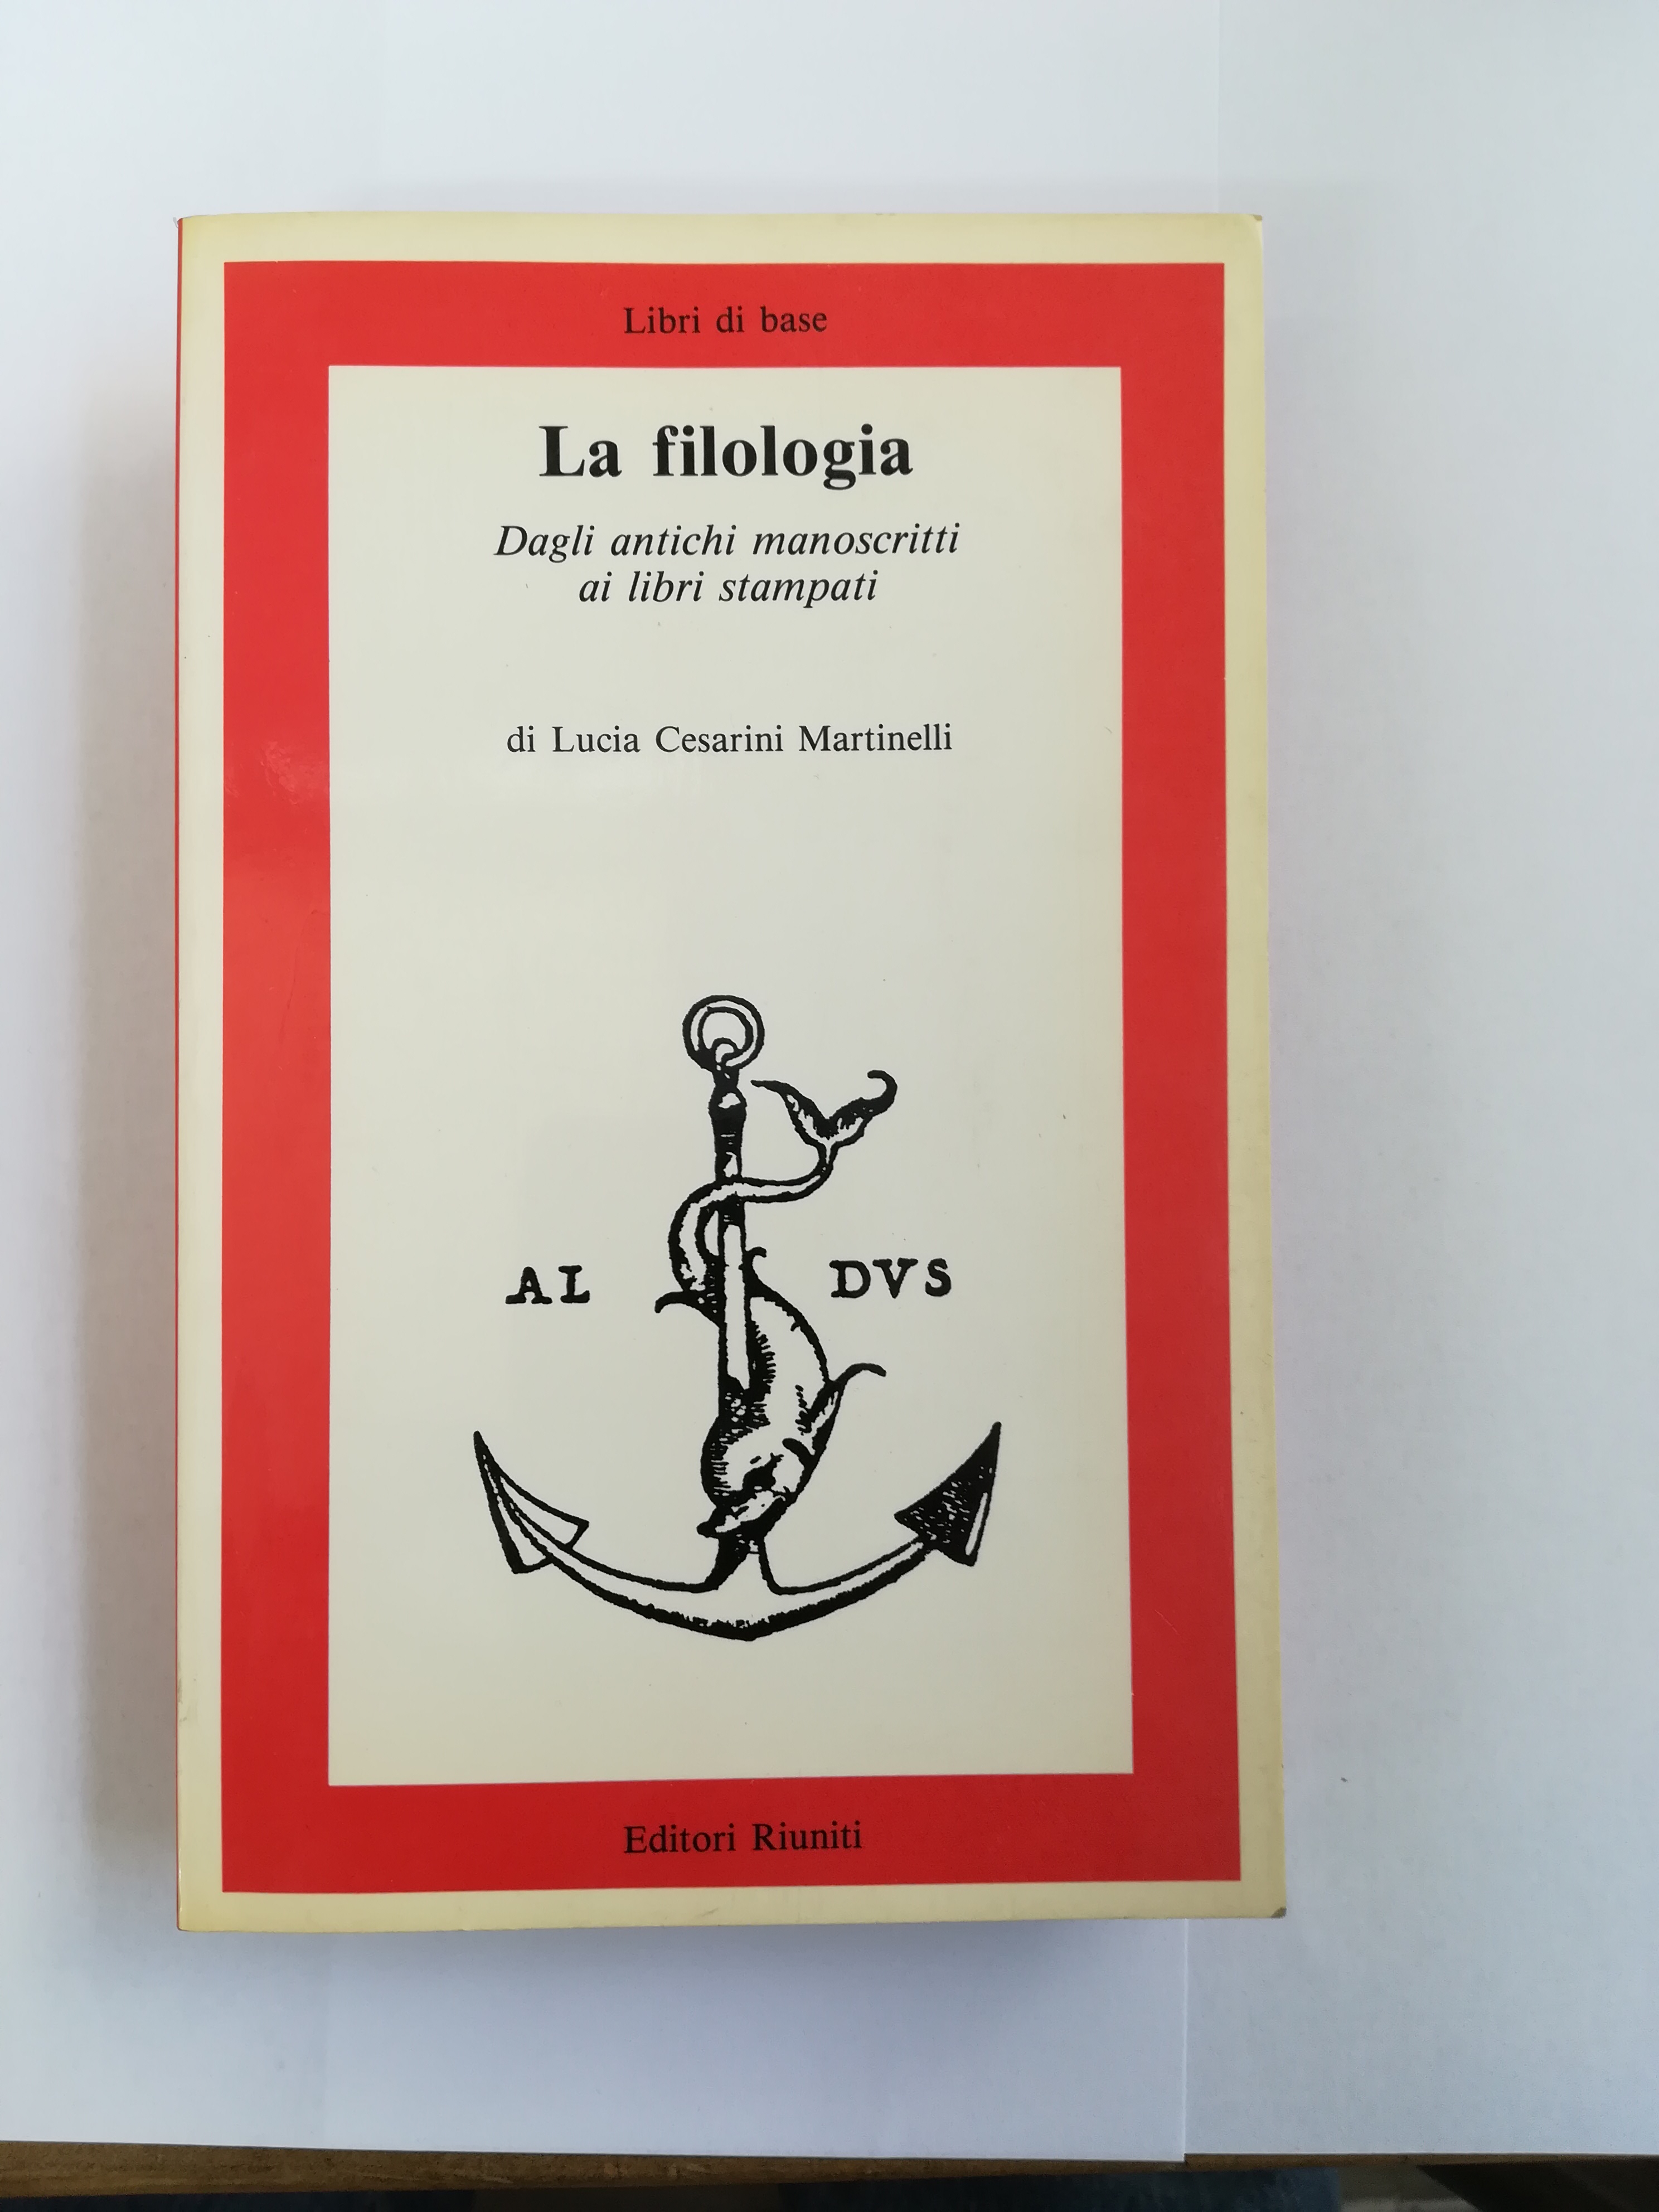 Libri di base
La filologia
Dagli antichi manoscritti
ai libri stampati
di Lucia Cesarini Martinelli
AL DVS
Editori Riuniti